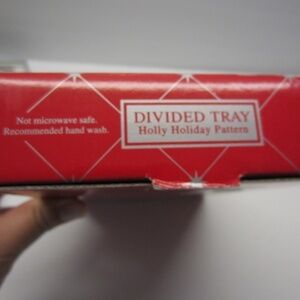 Not microwave safe.
Recommended hand wash.
DIVIDED TRAY
Holly Holiday Pattern